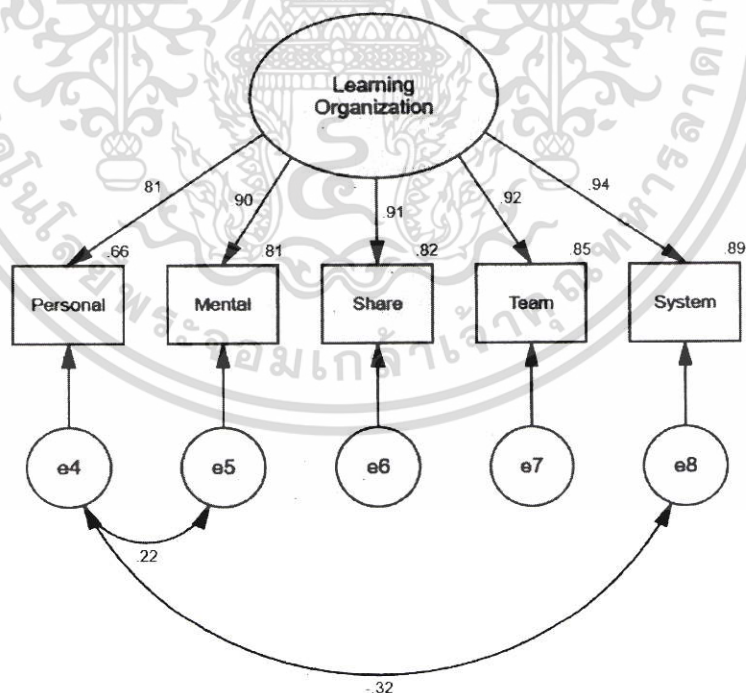 Learning
Organization
81
90
.91
.92
.94
.66
81
.82
.85
.89
Personal
Mental
Share
Team
System
e4
e5
e6
e7
e8
.22
-.32